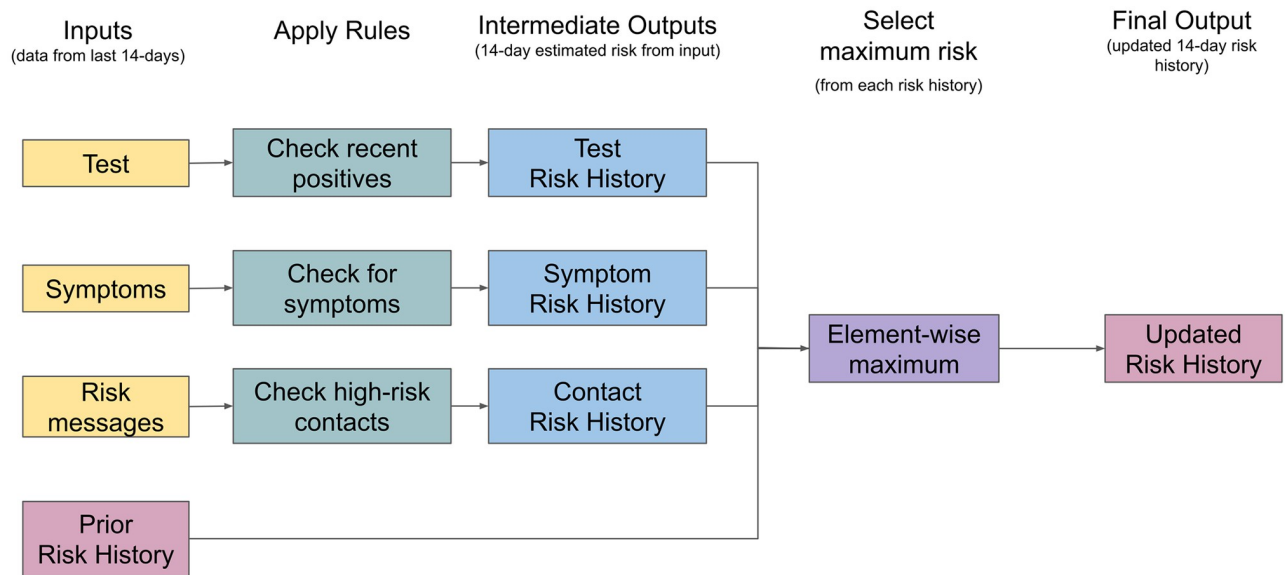 Inputs
(data from last 14-days)
Apply Rules
Intermediate Outputs
(14-day estimated risk from input)
Select
maximum risk
(from each risk history)
Final Output
(updated 14-day risk
history)
Test
Check recent
positives
Test
Risk History
Symptoms
Check for
symptoms
Symptom
Risk History
Element-wise
maximum
Updated
Risk History
Risk
messages
Check high-risk
contacts
Contact
Risk History
Prior
Risk History